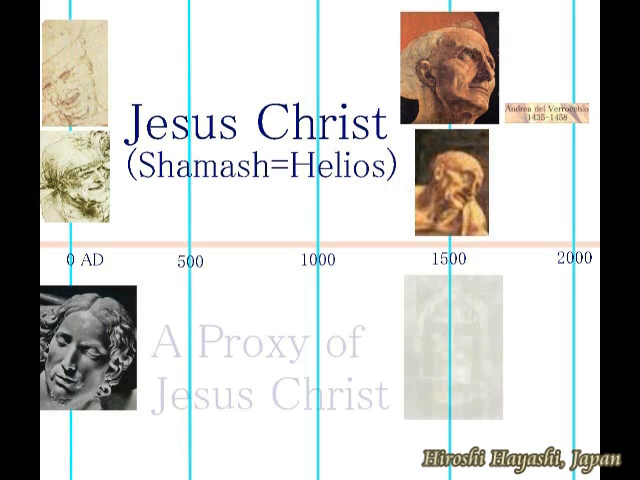 Jesus Christ
(Shamash=Helios)
Andrea del Verrocchio
1435-1458
0 AD
500
1000
1500
2000
A Proxy of
Jesus Christ
Hiroshi Hayashi, Japan